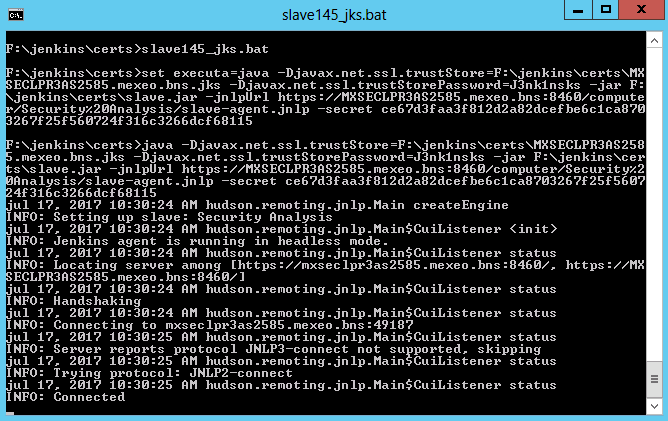 slave145_jks.bat
F:\jenkins\certs>slave145_jks.bat
F:\jenkins\certs>set executa=java -Djavax.net.ssl.trustStore=F:\jenkins\certs\MX
SECLPR3AS2585.mexeo.bns.jks -Djavax.net.ssl.trustStorePassword=J3nk1nsks -jar F:
\jenkins\certs\slave.jar -jnlpUrl https://MXSECLPR3AS2585.mexeo.bns:8460/compute
r/Security%20Analysis/slave-agent.jnlp -secret ce67d3faa3f812d2a82dcefbe6c1ca870
3267f25f560724f316c3266dcf68115
F:\jenkins\certs>java -Djavax.net.ssl.trustStore=F:\jenkins\certs\MXSECLPR3AS258
5.mexeo.bns.jks -Djavax.net.ssl.trustStorePassword=J3nk1nsks -jar F:\jenkins\cer
ts\slave.jar -jnlpUrl https://MXSECLPR3AS2585.mexeo.bns:8460/computer/Security%2
0Analysis/slave-agent.jnlp -secret ce67d3faa3f812d2a82dcefbe6c1ca8703267f25f5607
24f316c3266dcf68115
jul 17, 2017 10:30:24 AM hudson.remoting.jnlp.Main createEngine
INFO: Setting up slave: Security Analysis
jul 17, 2017 10:30:24 AM hudson.remoting.jnlp.Main$CuiListener <init>
INFO: Jenkins agent is running in headless mode.
jul 17, 2017 10:30:24 AM hudson.remoting.jnlp.Main$CuiListener status
INFO: Locating server among [https://mxseclpr3as2585.mexeo.bns:8460/, https://MX
SECLPR3AS2585.mexeo.bns:8460/]
jul 17, 2017 10:30:24 AM hudson.remoting.jnlp.Main$CuiListener status
INFO: Handshaking
jul 17, 2017 10:30:24 AM hudson.remoting.jnlp.Main$CuiListener status
INFO: Connecting to mxseclpr3as2585.mexeo.bns:49187
jul 17, 2017 10:30:25 AM hudson.remoting.jnlp.Main$CuiListener status
INFO: Server reports protocol JNLP3-connect not supported, skipping
jul 17, 2017 10:30:25 AM hudson.remoting.jnlp.Main$CuiListener status
INFO: Trying protocol: JNLP2-connect
jul 17, 2017 10:30:25 AM hudson.remoting.jnlp.Main$CuiListener status
INFO: Connected